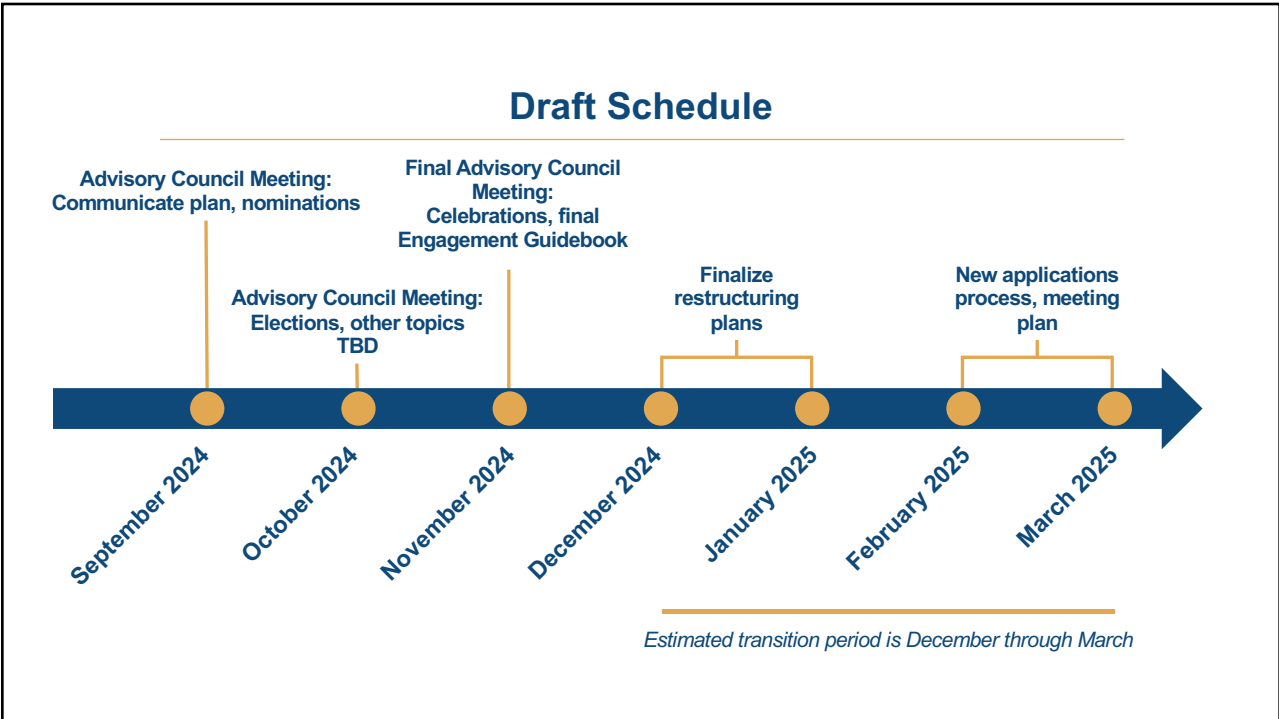 Draft Schedule
Advisory Council Meeting:
Communicate plan, nominations
Advisory Council Meeting:
Elections, other topics
TBD
Final Advisory Council
Meeting:
Celebrations, final
Engagement Guidebook
Finalize
restructuring
plans
New applications
process, meeting
plan
September 2024
October 2024
November 2024
December 2024
January 2025
February 2025
March 2025
Estimated transition period is December through March